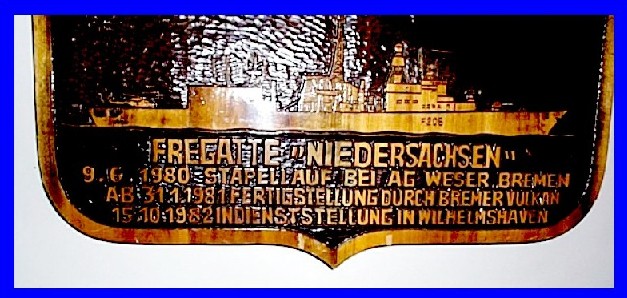 F208
FREGATTE „NIEDERSACHSEN"
9.6.1980 STAPELLAUF BEI AG WESER, BREMEN
AB 31.1.1981 FERTIGSTELLUNG DURCH BREMER VULKAN
15.10.1982 INDIENSTSTELLUNG IN WILHELMSHAVEN